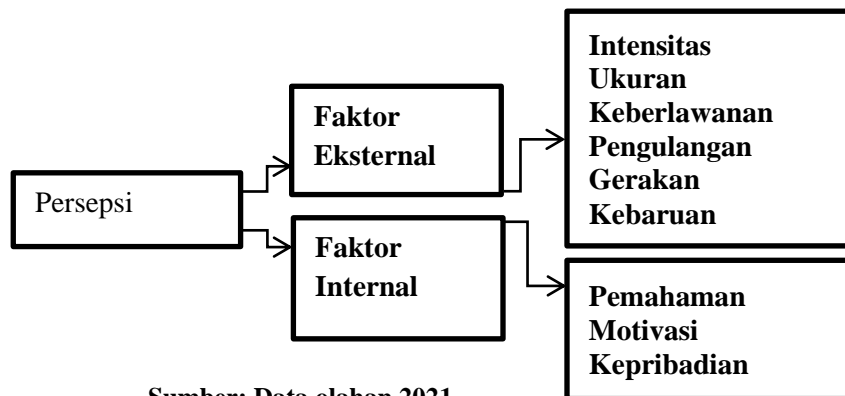 Persepsi
Faktor
Eksternal
Intensitas
Ukuran
Keberlawanan
Pengulangan
Gerakan
Kebaruan
Faktor
Internal
Pemahaman
Motivasi
Kepribadian
Sumber: Data olahan 2021